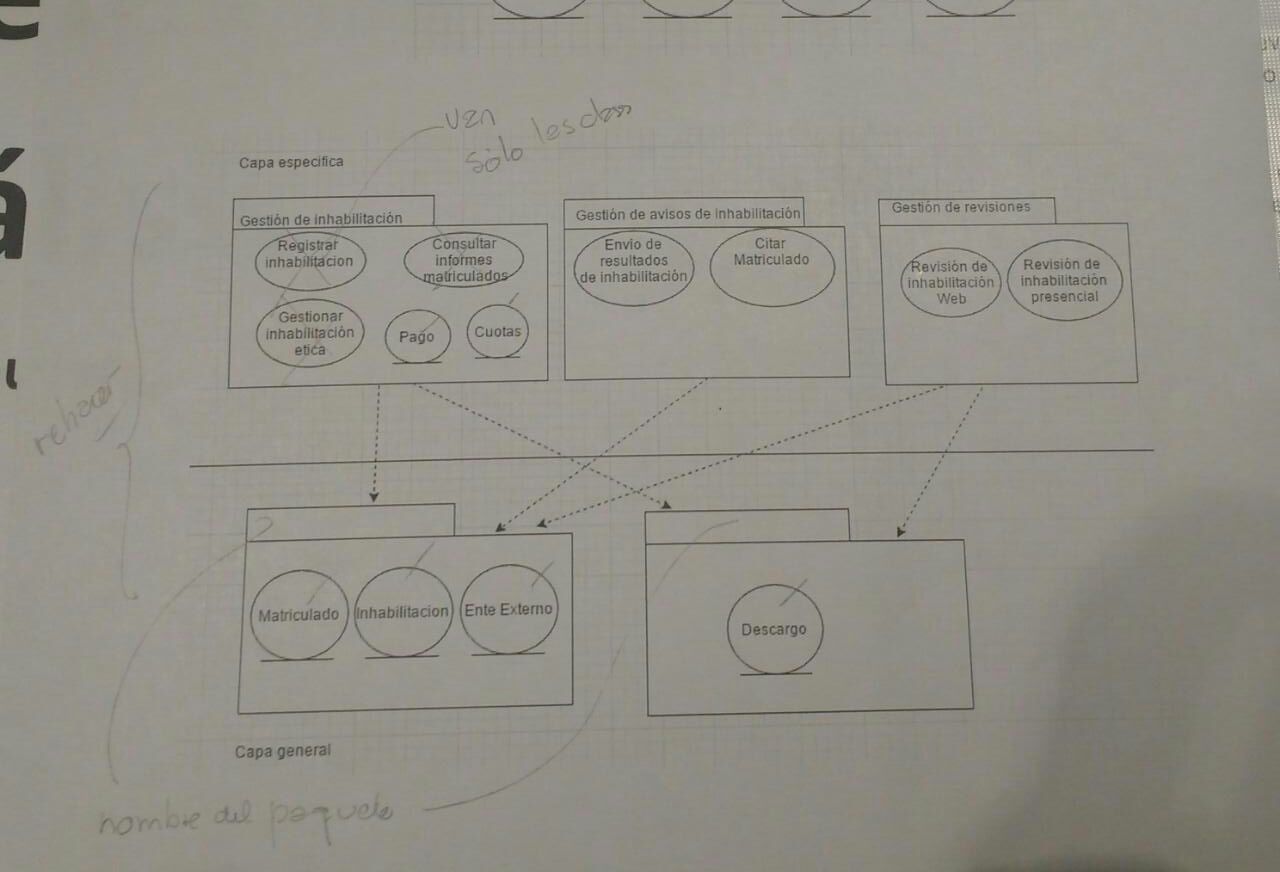 e
á
ven
sólo las clases
Capa especifica
Gestión de inhabilitación
Registrar
inhabilitacion
Consultar
informes
matriculados
Gestionar
inhabilitación
etica
Pago
Cuotas
Gestión de avisos de inhabilitación
Envio de
resultados
de inhabilitación
Citar
Matriculado
Gestión de revisiones
Revisión de
inhabilitación
Web
Revisión de
inhabilitación
presencial
rehacer
Matriculado
Inhabilitacion
Ente Externo
Descargo
Capa general
nombre del paquete